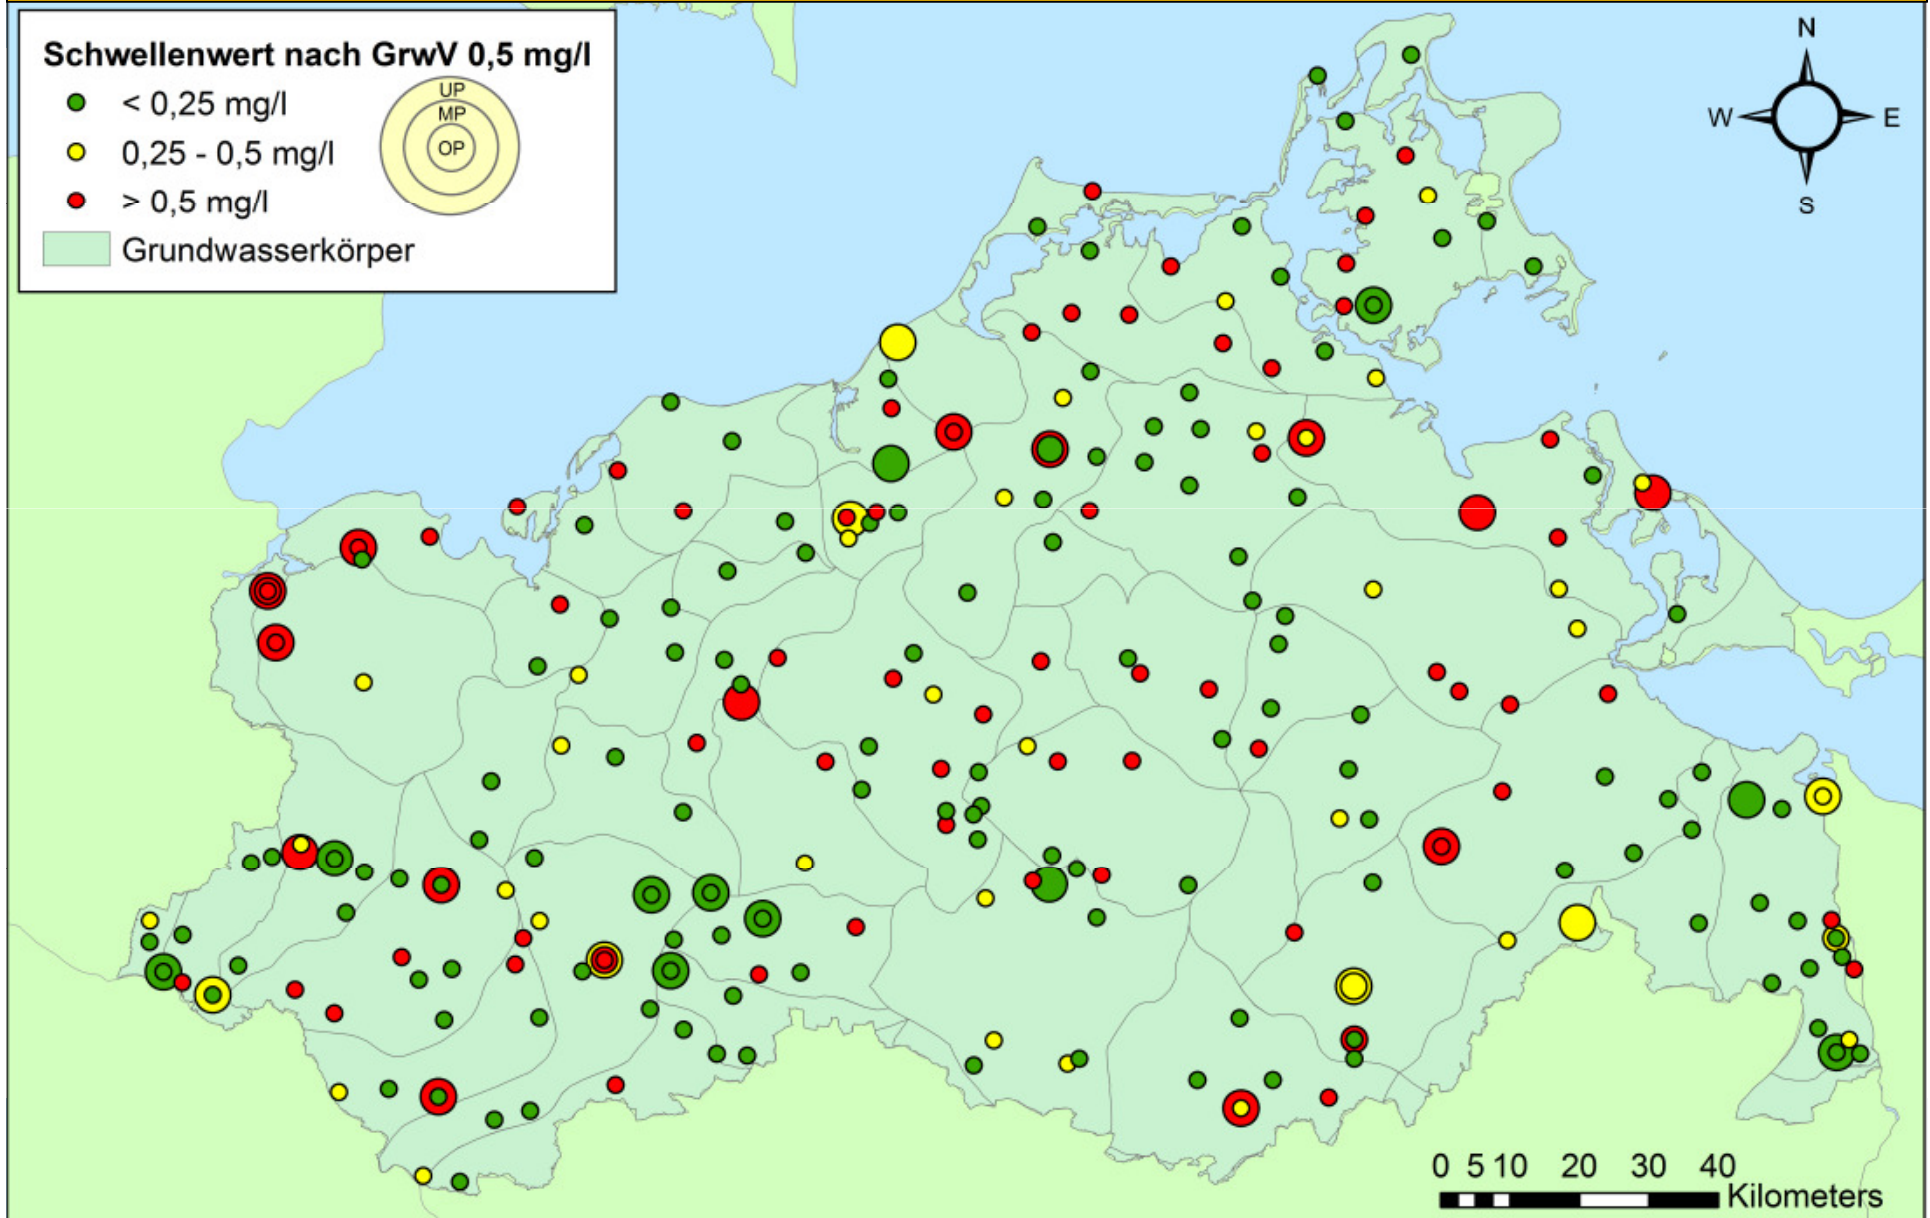 Schwellenwert nach GrwV 0,5 mg/l
< 0,25 mg/l
0,25 - 0,5 mg/l
> 0,5 mg/l
Grundwasserkörper
UP
MP
OP
N
W E
S
0 5 10 20 30 40
Kilometers